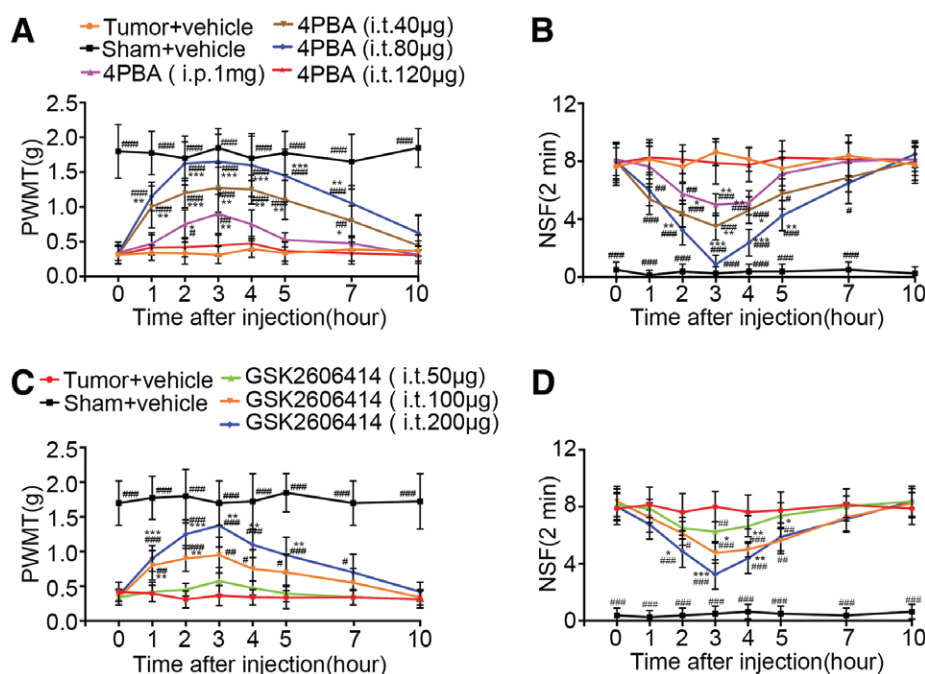 A
Tumor+vehicle
Sham+vehicle
4PBA ( i.p.1mg)
4PBA (i.t.40μg)
4PBA (i.t.80μg)
4PBA (i.t.120μg)
PWMT(g)
2.5
2.0
1.5
1.0
0.5
0.0
0 1 2 3 4 5 7 10
Time after injection(hour)
B
NSF(2 min)
12
8
4
0
0 1 2 3 4 5 7 10
Time after injection(hour)
C
Tumor+vehicle
Sham+vehicle
GSK2606414 ( i.t.50μg)
GSK2606414 ( i.t.100μg)
GSK2606414 ( i.t.200μg)
PWMT(g)
2.5
2.0
1.5
1.0
0.5
0.0
0 1 2 3 4 5 7 10
Time after injection(hour)
D
NSF(2 min)
12
8
4
0
0 1 2 3 4 5 7 10
Time after injection(hour)